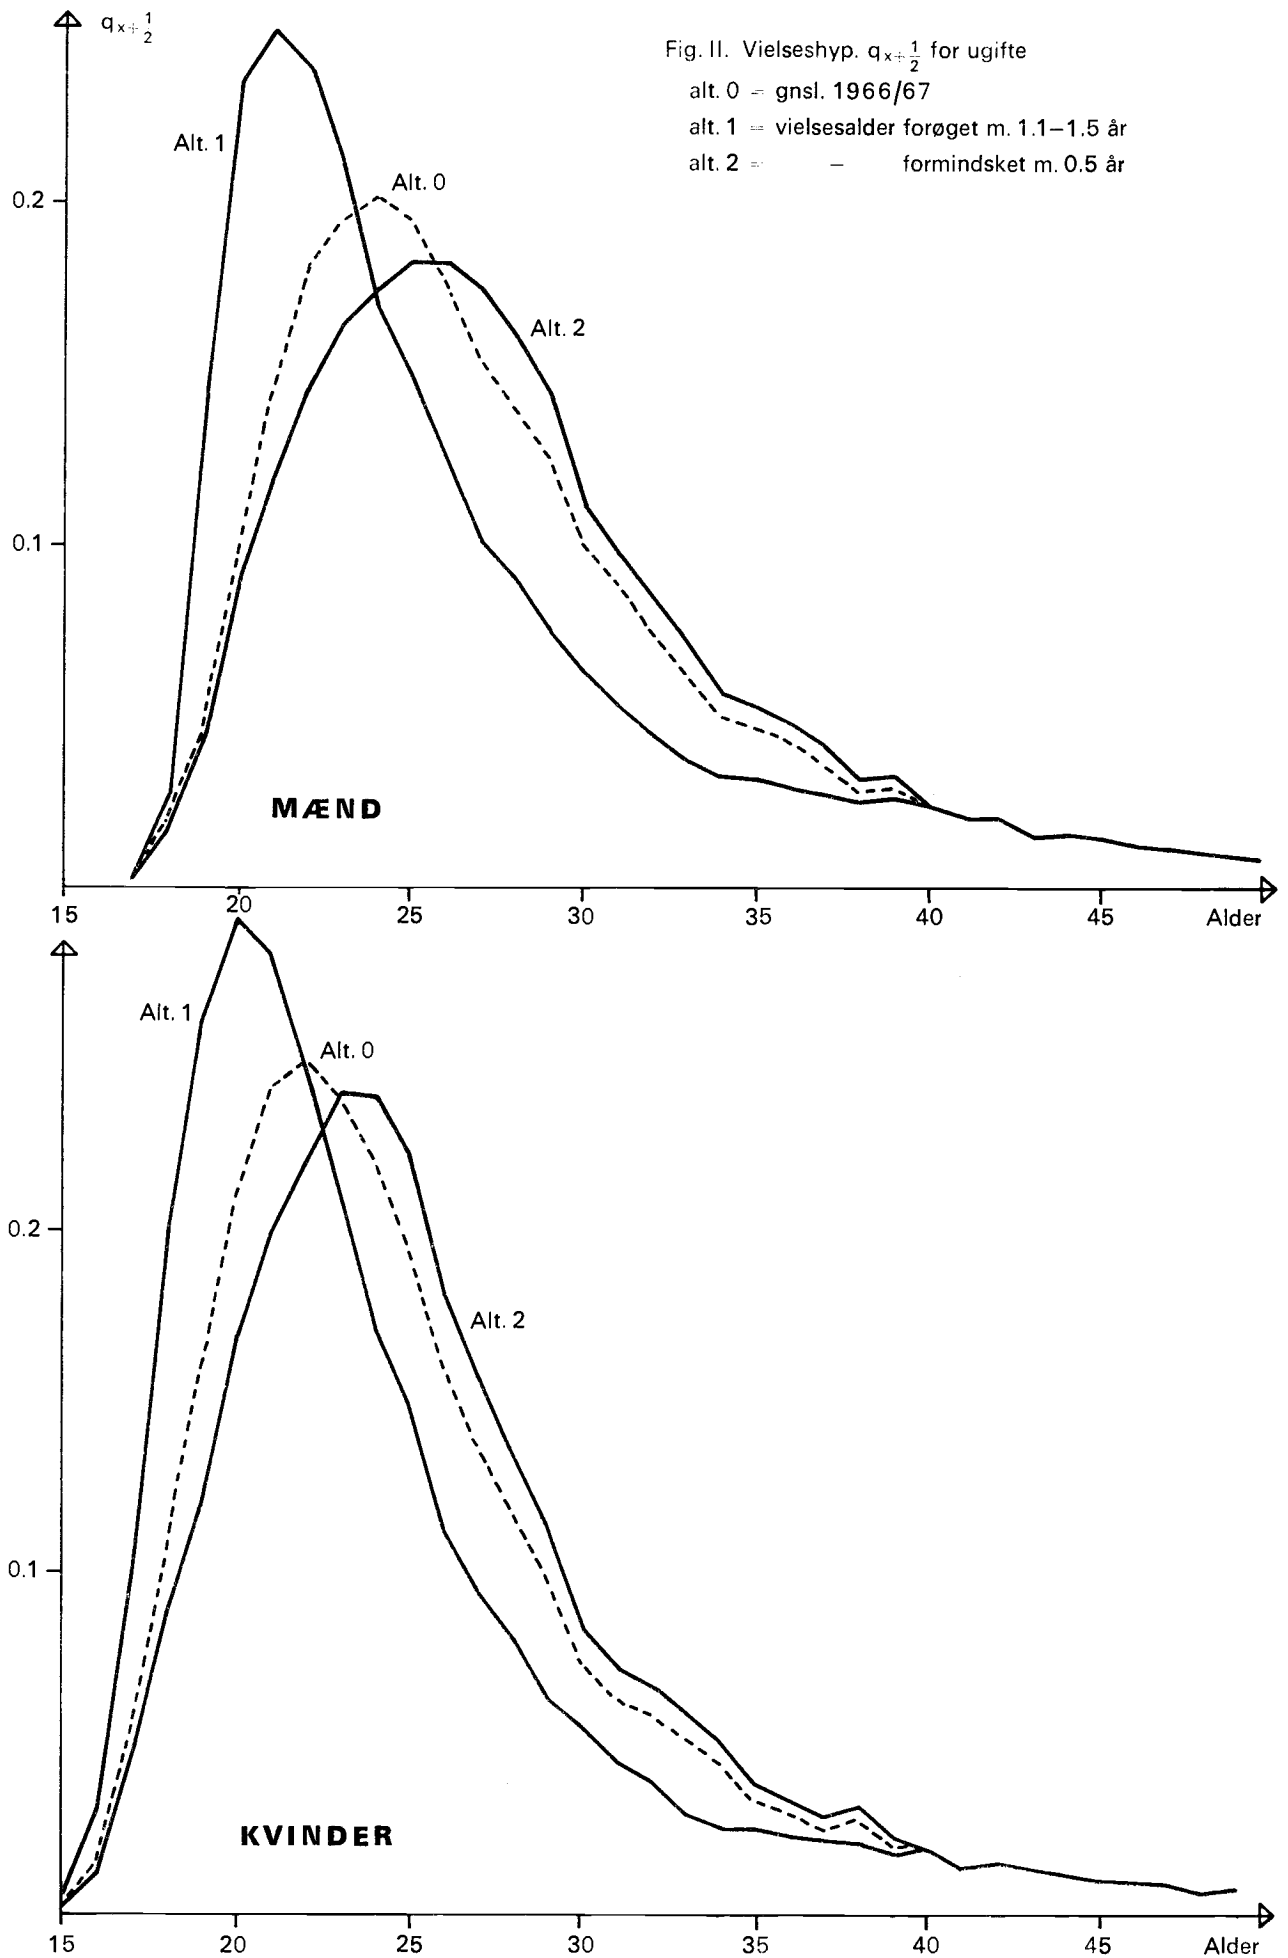 q x+½
Fig. II. Vielseshyp. q x+½ for ugifte
alt. 0 = gnsl. 1966/67
alt. 1 = vielsesalder forøget m. 1.1–1.5 år
alt. 2 = – formindsket m. 0.5 år
Alt. 1
Alt. 0
0.2
Alt. 2
0.1
MÆND
15 20 25 30 35 40 45 Alder
Alt. 1
Alt. 0
0.2
Alt. 2
0.1
KVINDER
15 20 25 30 35 40 45 Alder